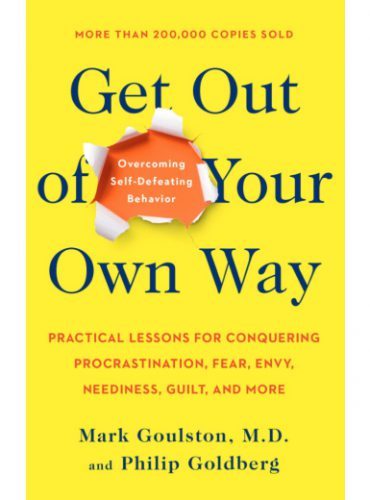 MORE THAN 200,000 COPIES SOLD
Get Out
of Your
Overcoming
Self-Defeating
Behavior
Own Way
PRACTICAL LESSONS FOR CONQUERING
PROCRASTINATION, FEAR, ENVY,
NEEDINESS, GUILT, AND MORE
Mark Goulston, M.D.
and Philip Goldberg